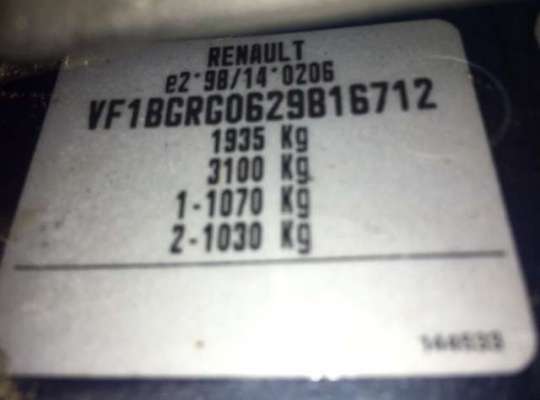 RENAULT
e2*98/14*0206
VF1BGRG0629816712
1935 Kg
3100 Kg
1-1070 Kg
2-1030 Kg